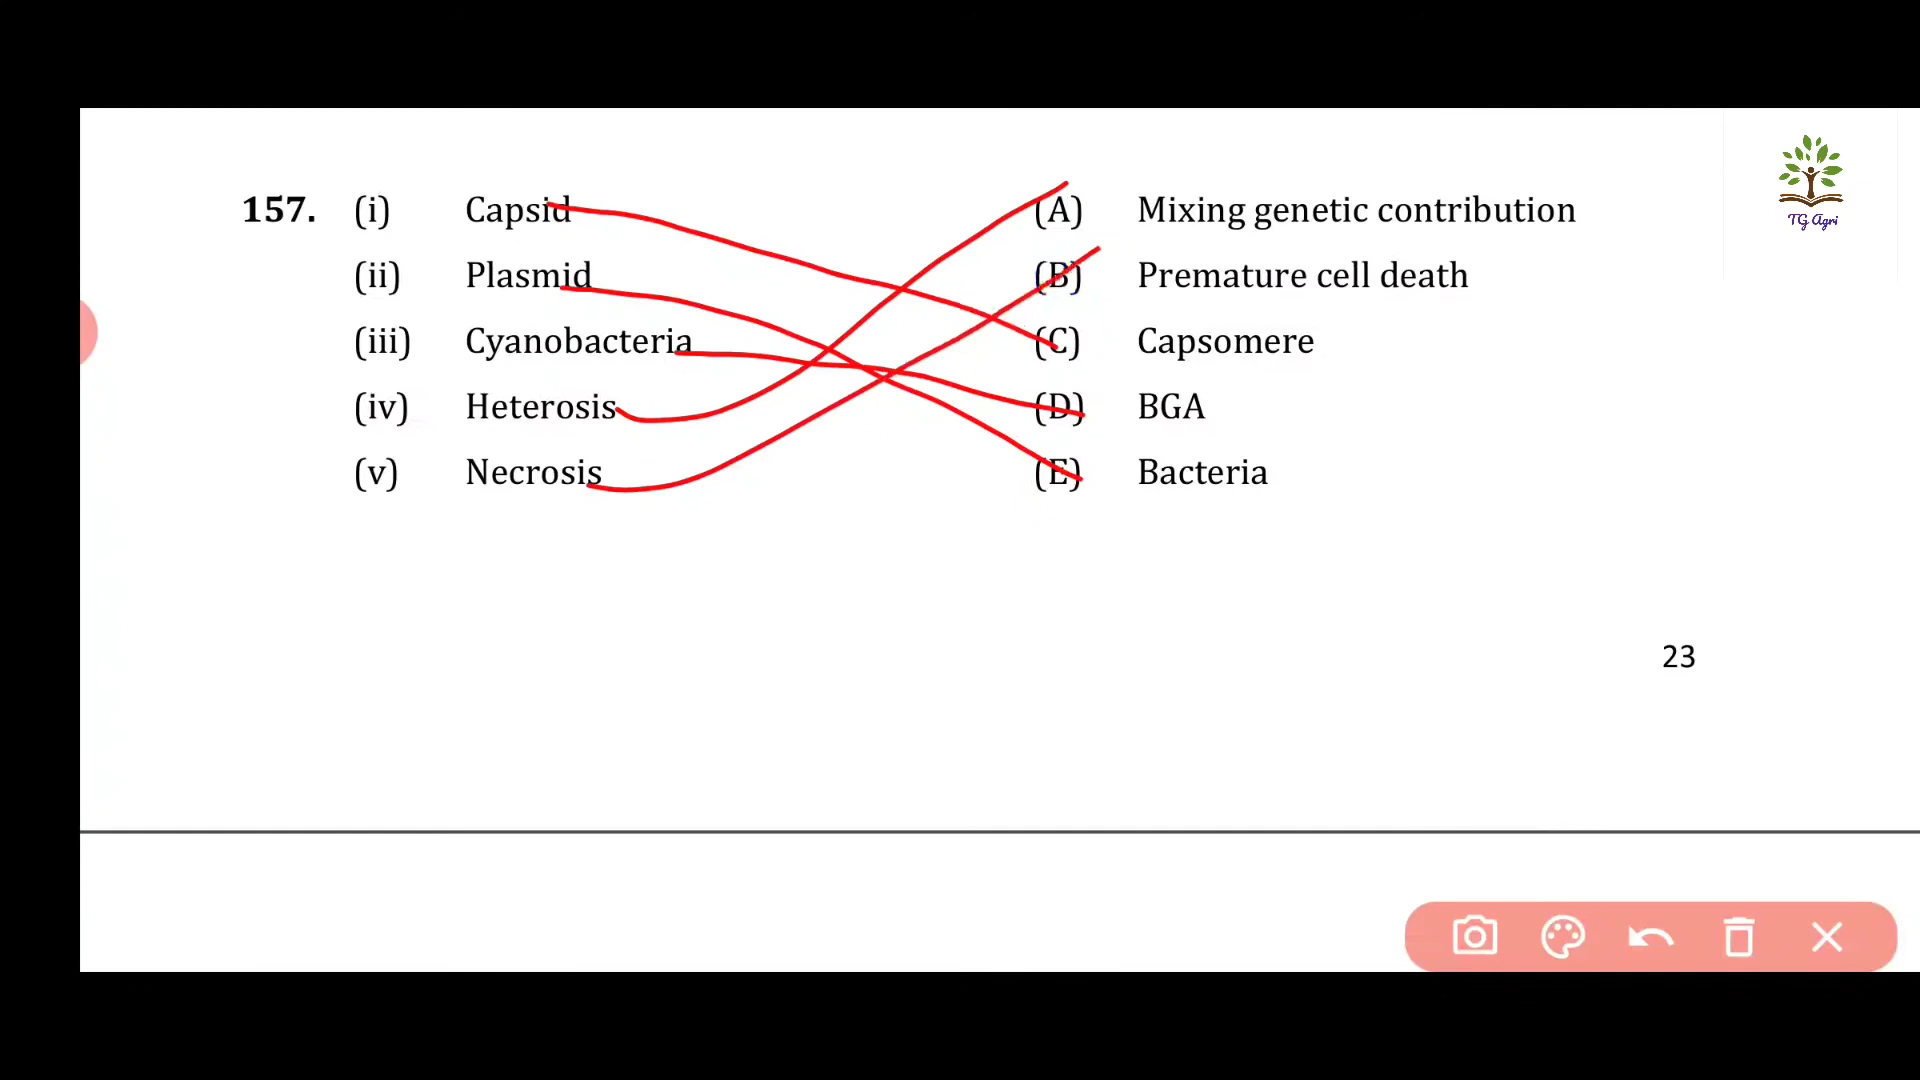 157. (i) Capsid (A) Mixing genetic contribution
(ii) Plasmid (B) Premature cell death
(iii) Cyanobacteria (C) Capsomere
(iv) Heterosis (D) BGA
(v) Necrosis (E) Bacteria
TG Agri
23